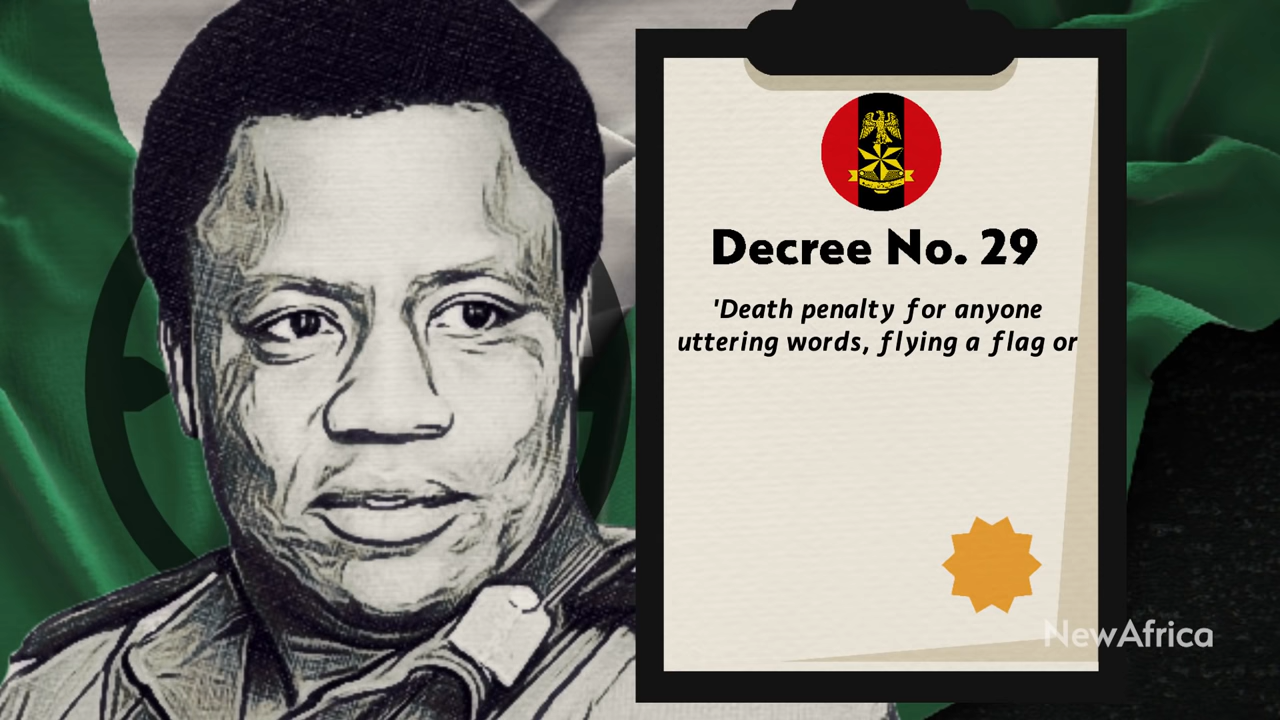 Decree No. 29
'Death penalty for anyone
uttering words, flying a flag or
NewAfrica